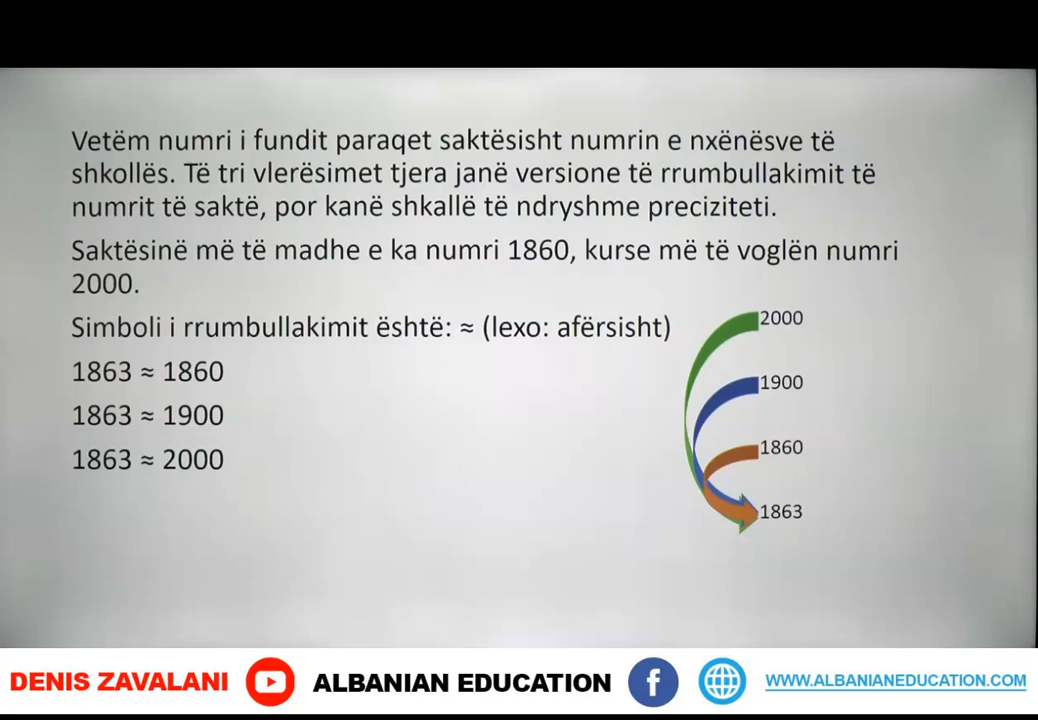 Vetëm numri i fundit paraqet saktësisht numrin e nxënësve të
shkollës. Të tri vlerësimet tjera janë versione të rrumbullakimit të
numrit të saktë, por kanë shkallë të ndryshme preciziteti.
Saktësinë më të madhe e ka numri 1860, kurse më të voglën numri
2000.
Simboli i rrumbullakimit është: ≈ (lexo: afërsisht)
1863 ≈ 1860
1863 ≈ 1900
1863 ≈ 2000
2000
1900
1860
1863
DENIS ZAVALANI
ALBANIAN EDUCATION
WWW.ALBANIANEDUCATION.COM